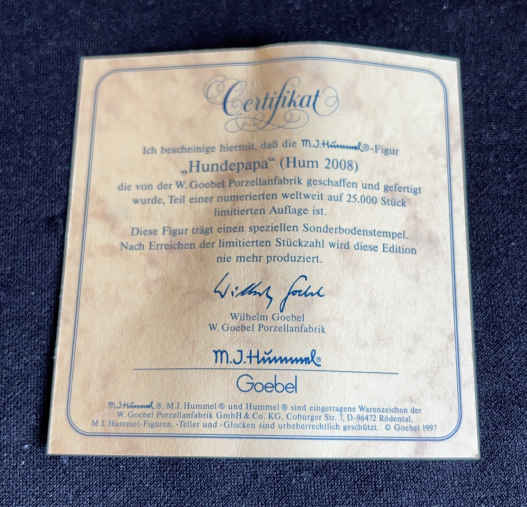 Certifikat
Ich bescheinige hiermit, daß die M.J.Hummel®-Figur
„Hundepapa“ (Hum 2008)
die von der W. Goebel Porzellanfabrik geschaffen und gefertigt
wurde, Teil einer numerierten weltweit auf 25.000 Stück
limitierten Auflage ist.
Diese Figur trägt einen speziellen Sonderbodenstempel.
Nach Erreichen der limitierten Stückzahl wird diese Edition
nie mehr produziert.
Wilhelm Goebel
Wilhelm Goebel
W. Goebel Porzellanfabrik
M.J.Hummel®
Goebel
M.J.Hummel ®, M.I. Hummel ® und Hummel ® sind eingetragene Warenzeichen der
W. Goebel Porzellanfabrik GmbH & Co. KG, Coburger Str. 7, D-96472 Rödental.
M.I. Hummel-Figuren, -Teller und -Glocken sind urheberrechtlich geschützt. © Goebel 1997